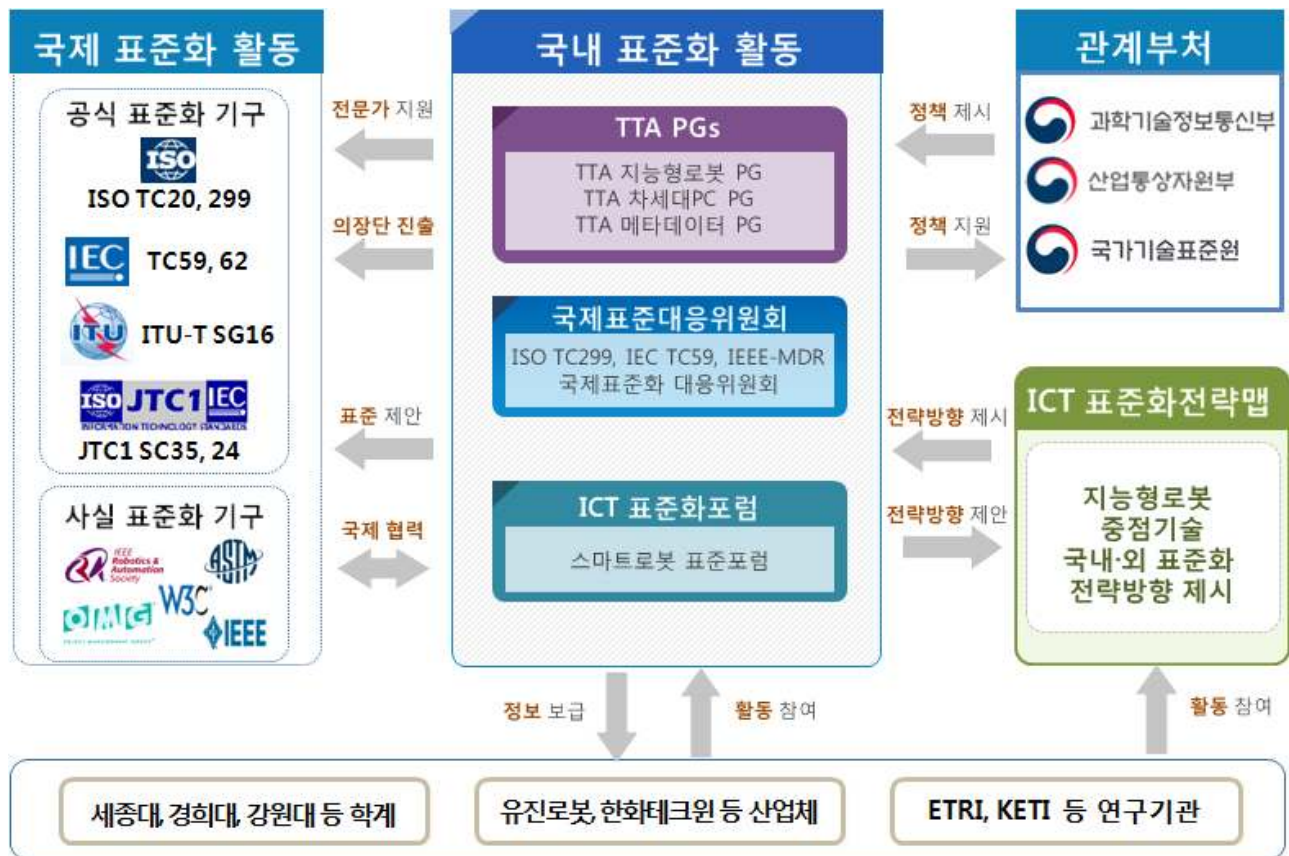 국제 표준화 활동
공식 표준화 기구
ISO
ISO TC20, 299
IEC
TC59, 62
ITU
ITU-T SG16
ISO JTC1 IEC
INFORMATION TECHNOLOGY STANDARDS
JTC1 SC35, 24
사실 표준화 기구
RA IEEE
Robotics &
Automation
Society
ASTM
OMG
W3C
IEEE
전문가 지원
의장단 진출
표준 제안
국제 협력
국내 표준화 활동
TTA PGs
TTA 지능형로봇 PG
TTA 차세대PC PG
TTA 메타데이터 PG
국제표준대응위원회
ISO TC299, IEC TC59, IEEE-MDR
국제표준화 대응위원회
ICT 표준화포럼
스마트로봇 표준포럼
정책 제시
정책 지원
전략방향 제시
전략방향 제안
관계부처
과학기술정보통신부
산업통상자원부
국가기술표준원
ICT 표준화전략맵
지능형로봇
중점기술
국내·외 표준화
전략방향 제시
정보 보급
활동 참여
활동 참여
세종대, 경희대, 강원대 등 학계
유진로봇, 한화테크윈 등 산업체
ETRI, KETI 등 연구기관